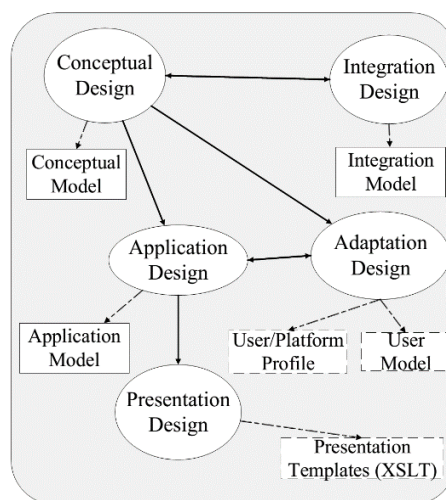 Conceptual
Design
Integration
Design
Conceptual
Model
Integration
Model
Application
Design
Adaptation
Design
Application
Model
User/Platform
Profile
User
Model
Presentation
Design
Presentation
Templates (XSLT)